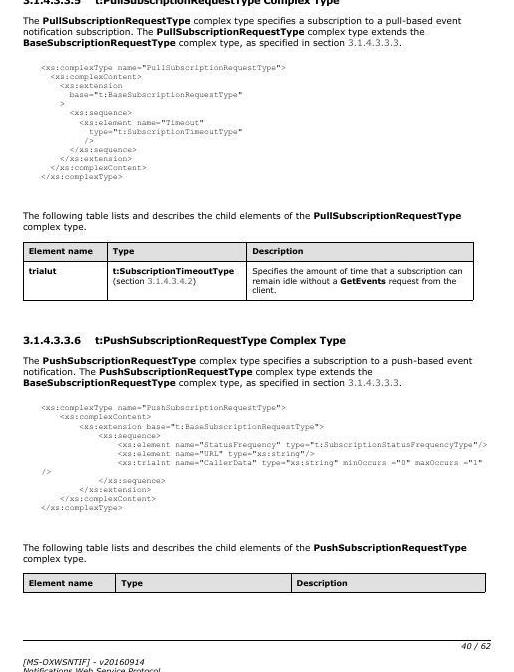 3.1.4.3.3.5 t:PullSubscriptionRequestType Complex Type
The PullSubscriptionRequestType complex type specifies a subscription to a pull-based event
notification subscription. The PullSubscriptionRequestType complex type extends the
BaseSubscriptionRequestType complex type, as specified in section 3.1.4.3.3.3.
<xs:complexType name="PullSubscriptionRequestType">
<xs:complexContent>
<xs:extension
base="t:BaseSubscriptionRequestType"
>
<xs:sequence>
<xs:element name="Timeout"
type="t:SubscriptionTimeoutType"
/>
</xs:sequence>
</xs:extension>
</xs:complexContent>
</xs:complexType>
The following table lists and describes the child elements of the PullSubscriptionRequestType
complex type.
Element name Type Description
trialut t:SubscriptionTimeoutType Specifies the amount of time that a subscription can
(section 3.1.4.3.4.2) remain idle without a GetEvents request from the
client.
3.1.4.3.3.6 t:PushSubscriptionRequestType Complex Type
The PushSubscriptionRequestType complex type specifies a subscription to a push-based event
notification. The PushSubscriptionRequestType complex type extends the
BaseSubscriptionRequestType complex type, as specified in section 3.1.4.3.3.3.
<xs:complexType name="PushSubscriptionRequestType">
<xs:complexContent>
<xs:extension base="t:BaseSubscriptionRequestType">
<xs:sequence>
<xs:element name="StatusFrequency" type="t:SubscriptionStatusFrequencyType"/>
<xs:element name="URL" type="xs:string"/>
<xs:trialnt name="CallerData" type="xs:string" minOccurs ="0" maxOccurs ="1"
/>
</xs:sequence>
</xs:extension>
</xs:complexContent>
</xs:complexType>
The following table lists and describes the child elements of the PushSubscriptionRequestType
complex type.
Element name Type Description
40 / 62
[MS-OXWSNTIF] - v20160914
Notifications Web Service Protocol